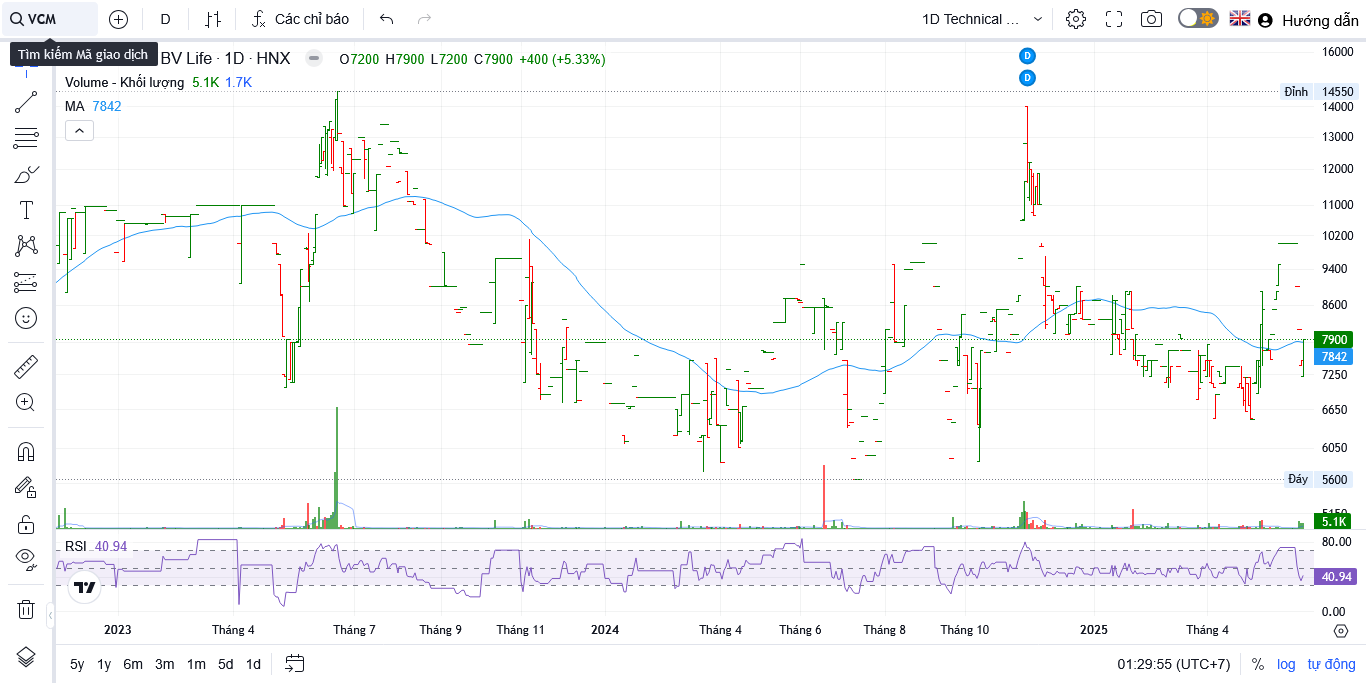 VCM D Các chỉ báo 1D Technical ... Hướng dẫn
Tìm kiếm Mã giao dịch
BV Life · 1D · HNX O7200 H7900 L7200 C7900 +400 (+5.33%)
Volume - Khối lượng 5.1K 1.7K
MA 7842
D
D
16000
Đỉnh 14550
14000
13000
12000
11000
10200
9400
8600
7900
7842
7250
6650
6050
Đáy 5600
5.1K
RSI 40.94
80.00
40.94
0.00
2023 Tháng 4 Tháng 7 Tháng 9 Tháng 11 2024 Tháng 4 Tháng 6 Tháng 8 Tháng 10 2025 Tháng 4
5y 1y 6m 3m 1m 5d 1d 01:29:55 (UTC+7) % log tự động